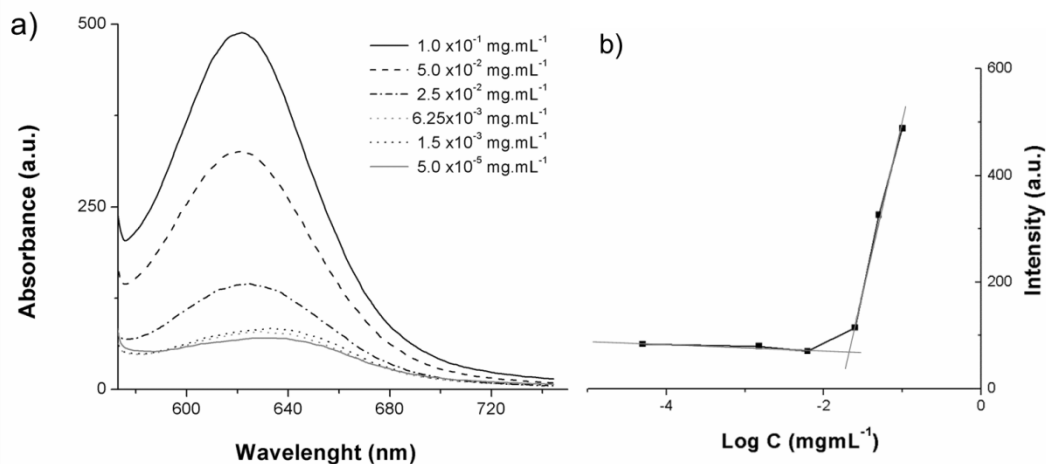 a)
500
250
0
600
640
680
720
Absorbance (a.u.)
Wavelenght (nm)
1.0 x10⁻¹ mg.mL⁻¹
5.0 x10⁻² mg.mL⁻¹
2.5 x10⁻² mg.mL⁻¹
6.25x10⁻³ mg.mL⁻¹
1.5 x10⁻³ mg.mL⁻¹
5.0 x10⁻⁵ mg.mL⁻¹
b)
600
400
200
0
-4
-2
0
Intensity (a.u.)
Log C (mgmL⁻¹)